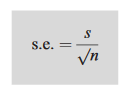 s.e. = s/√n